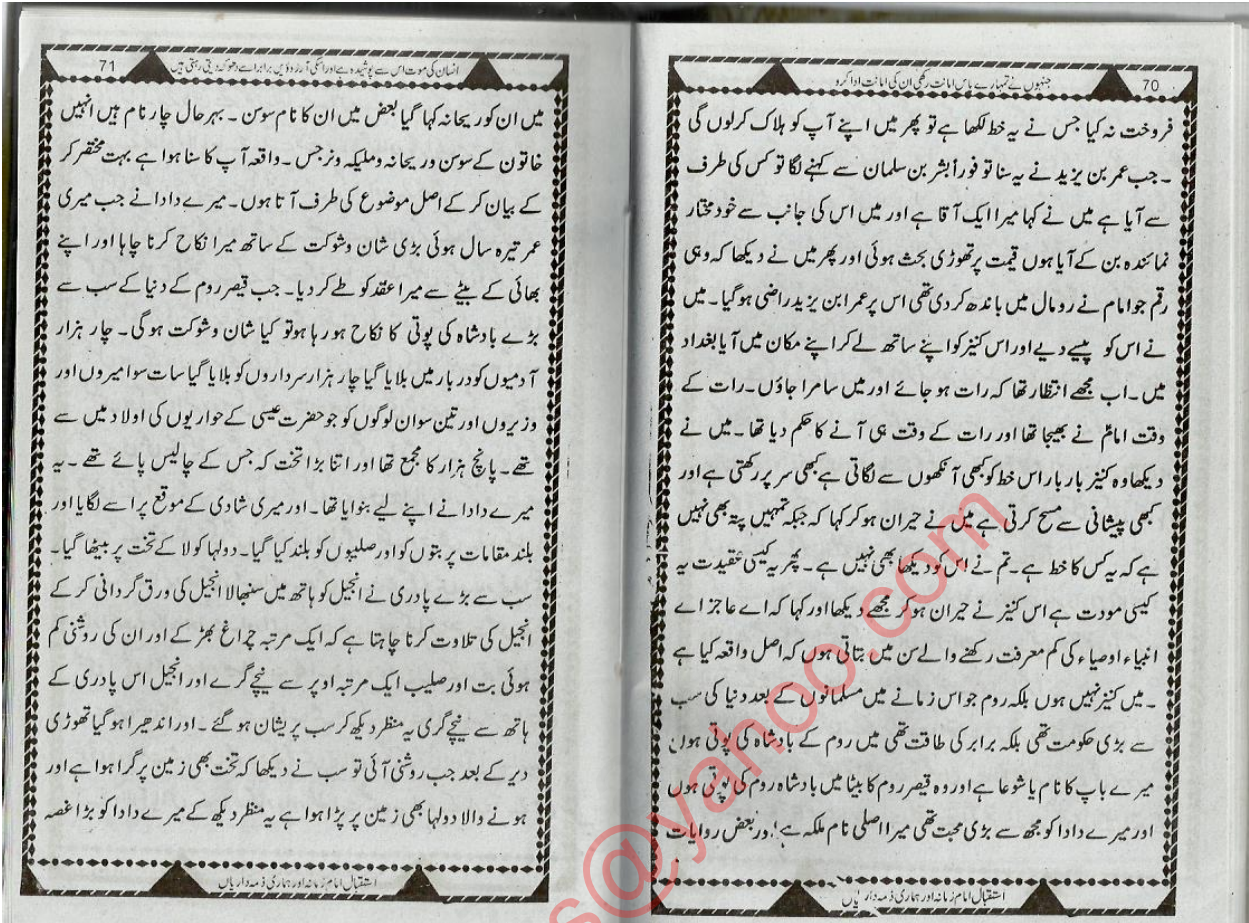 70
جنہوں نے تمہارے پاس امانت رکھی ان کی امانت ادا کرو
فروخت نہ کیا جس نے یہ خط لکھا ہے تو پھر میں اپنے آپ کو ہلاک کرلوں گی
۔ جب عمر بن یزید نے یہ سنا تو فوراً بشر بن سلمان سے کہنے لگا تو کس کی طرف
سے آیا ہے میں نے کہا میرا ایک آقا ہے اور میں اس کی جانب سے خود مختار
نمائندہ بن کے آیا ہوں قیمت پر تھوڑی بحث ہوئی اور پھر میں نے دیکھا کہ وہی
رقم جو امام نے رومال میں باندھ کر دی تھی اس پر عمر ابن یزید راضی ہوگیا۔ میں
نے اس کو پیسے دیے اور اس کنیز کو اپنے ساتھ لے کر اپنے مکان میں آیا بغداد
میں۔ اب مجھے انتظار تھا کہ رات ہو جائے اور میں سامرا جاؤں۔ رات کے
وقت امامؑ نے بھیجا تھا اور رات کے وقت ہی آنے کا حکم دیا تھا۔ میں نے
دیکھا وہ کنیز بار بار اس خط کو کبھی آنکھوں سے لگاتی ہے کبھی سر پر رکھتی ہے اور
کبھی پیشانی سے مسح کرتی ہے میں نے حیران ہوکر کہا کہ جبکہ تمہیں پتہ بھی نہیں
ہے کہ یہ کس کا خط ہے۔ تم نے اس کو دیکھا بھی نہیں ہے۔ پھر یہ کیسی عقیدت یہ
کیسی مودت ہے اس کنیز نے حیران ہوکر مجھے دیکھا اور کہا کہ اے عاجز اے
انبیاء اوصیاء کی کم معرفت رکھنے والے سن میں بتاتی ہوں کہ اصل واقعہ کیا ہے
۔ میں کنیز نہیں ہوں بلکہ روم جو اس زمانے میں مسلمانوں کے بعد دنیا کی سب
سے بڑی حکومت تھی بلکہ برابر کی طاقت تھی میں روم کے بادشاہ کی پوتی ہوں
میرے باپ کا نام یاشوعا ہے اور وہ قیصر روم کا بیٹا میں بادشاہ روم کی پوتی ہوں
اور میرے دادا کو مجھ سے بڑی محبت تھی میرا اصلی نام ملکہ ہے اور بعض روایات
استقبال امام زمانہ اور ہماری ذمہ داریاں
71
انسان کی موت اس سے پوشیدہ ہے اور اسکی آرزوئیں برابر اسے دھوکہ دیتی رہتی ہیں
میں ان کو ریحانہ کہا گیا بعض میں ان کا نام سوسن ۔ بہرحال چار نام ہیں انہیں
خاتون کے سوسن وریحانہ وملیکہ ونرجس ۔ واقعہ آپ کا سنا ہوا ہے بہت مختصر کر
کے بیان کر کے اصل موضوع کی طرف آتا ہوں۔ میرے دادا نے جب میری
عمر تیرہ سال ہوئی بڑی شان وشوکت کے ساتھ میرا نکاح کرنا چاہا اور اپنے
بھائی کے بیٹے سے میرا عقد کو طے کر دیا۔ جب قیصر روم کے دنیا کے سب سے
بڑے بادشاہ کی پوتی کا نکاح ہو رہا ہو تو کیا شان وشوکت ہوگی۔ چار ہزار
آدمیوں کو دربار میں بلایا گیا چار ہزار سرداروں کو بلایا گیا سات سو امیروں اور
وزیروں اور تین سو ان لوگوں کو جو حضرت عیسی کے حواریوں کی اولاد میں سے
تھے۔ پانچ ہزار کا مجمع تھا اور اتنا بڑا تخت کہ جس کے چالیس پائے تھے ۔ یہ
میرے دادا نے اپنے لیے بنوایا تھا۔ اور میری شادی کے موقع پر اسے لگایا اور
بلند مقامات پر بتوں کو اور صلیبوں کو بلند کیا گیا۔ دولہا کو لا کے تخت پر بیٹھا گیا۔
سب سے بڑے پادری نے انجیل کو ہاتھ میں سنبھالا انجیل کی ورق گردانی کر کے
انجیل کی تلاوت کرنا چاہتا ہے کہ ایک مرتبہ چراغ بھڑ کے اور ان کی روشنی کم
ہوئی بت اور صلیب ایک مرتبہ اوپر سے نیچے گرے اور انجیل اس پادری کے
ہاتھ سے نیچے گری یہ منظر دیکھ کر سب پریشان ہو گئے ۔ اور اندھیرا ہو گیا تھوڑی
دیر کے بعد جب روشنی آئی تو سب نے دیکھا کہ تخت بھی زمین پر گرا ہوا ہے اور
ہونے والا دولہا بھی زمین پر پڑا ہوا ہے یہ منظر دیکھ کے میرے دادا کو بڑا غصہ
استقبال امام زمانہ اور ہماری ذمہ داریاں
s@yahoo.com